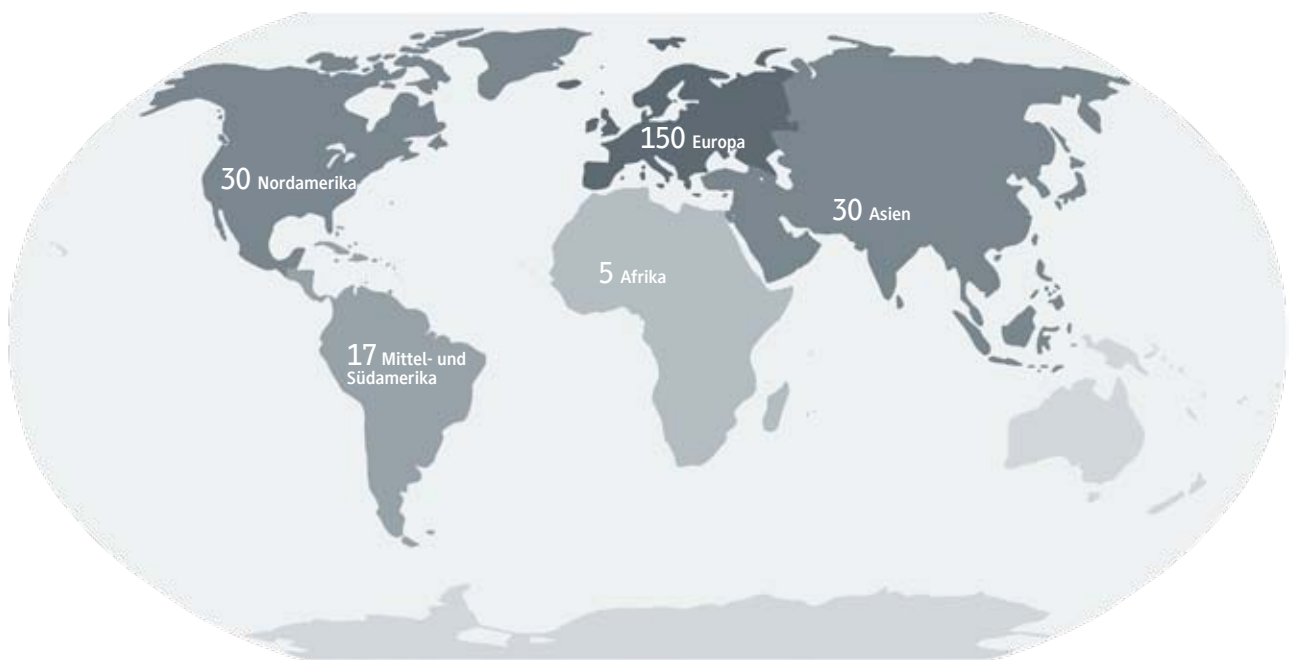 150 Europa
30 Nordamerika
30 Asien
5 Afrika
17 Mittel- und
Südamerika